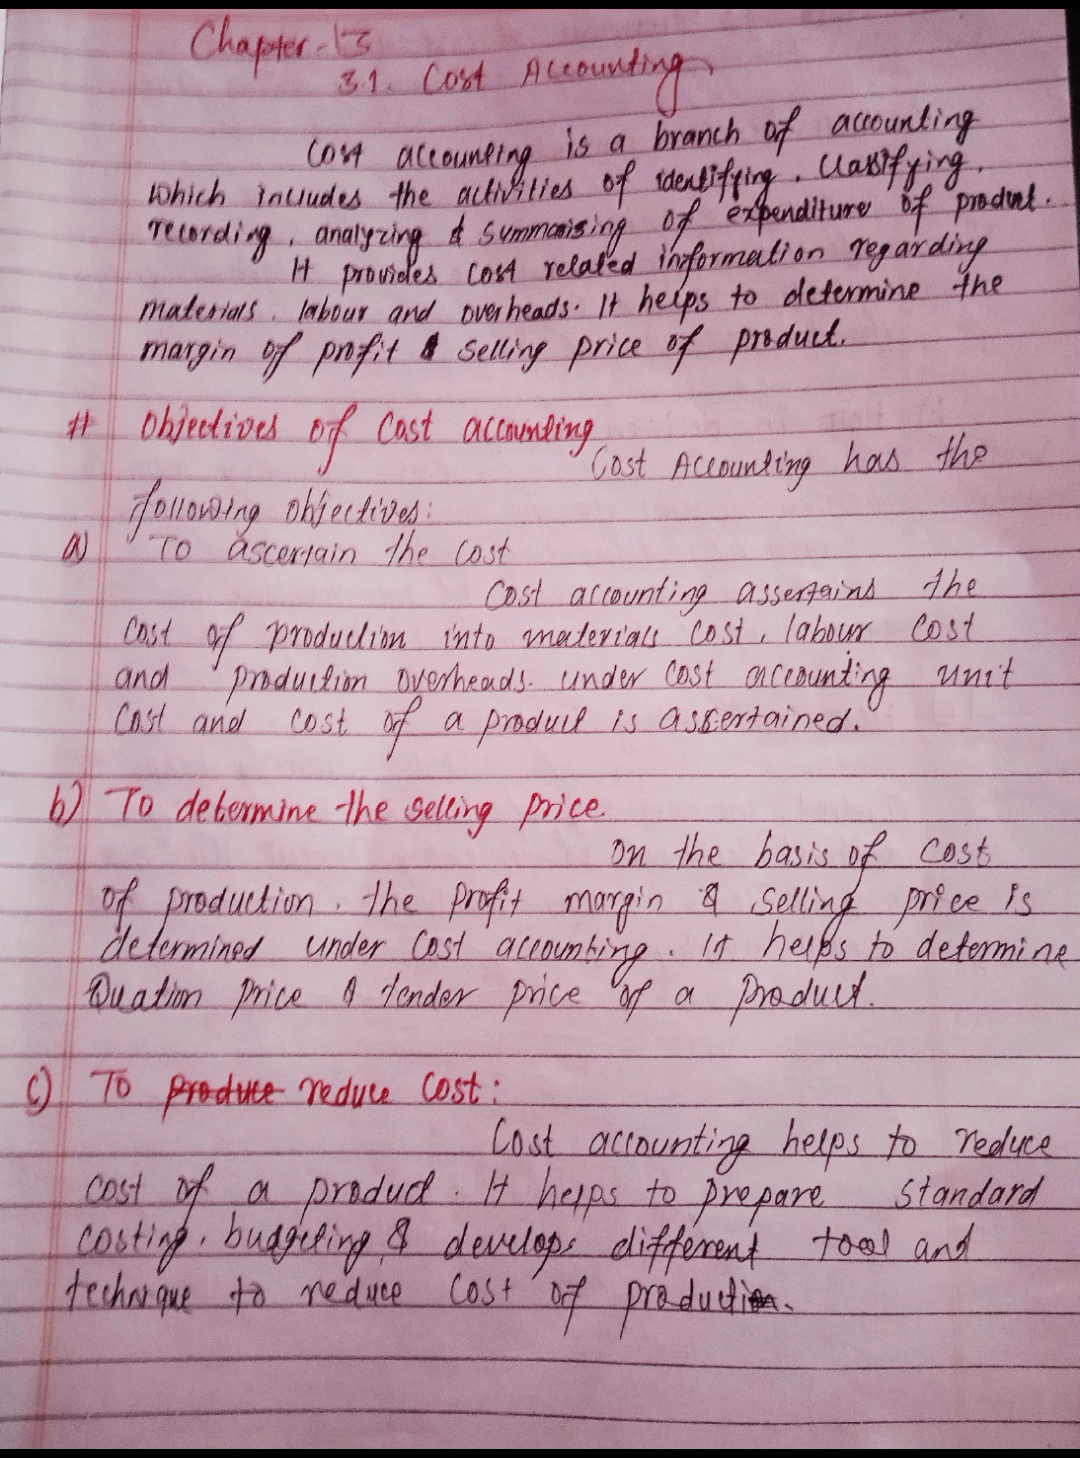 Chapter - 3
3.1. Cost Accounting
Cost accounting is a branch of accounting
which includes the activities of identifying, Classifying,
recording, analyzing & summarising of expenditure of product.
It provides cost related information regarding
materials, labour and overheads. It helps to determine the
margin of profit & selling price of product.
# Objectives of Cost accounting
Cost Accounting has the
following objectives:
a) To ascertain the cost
Cost accounting assertains the
Cost of production into materials cost, labour cost
and production overheads. under cost accounting unit
Cost and cost of a product is ascertained.
b) To determine the selling price.
On the basis of cost
of production, the profit margin & selling price is
determined under cost accounting. It helps to determine
Quation price & tender price of a product.
c) To produce reduce cost:
Cost accounting helps to reduce
cost of a product. It helps to prepare standard
costing, budgeting & develops different tool and
technique to reduce cost of production.